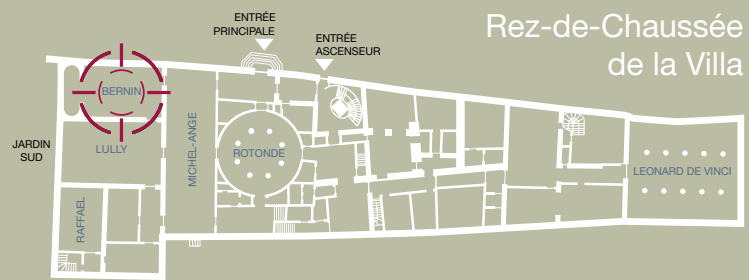 Rez-de-Chaussée
de la Villa
ENTRÉE
PRINCIPALE
ENTRÉE
ASCENSEUR
BERNIN
JARDIN
SUD
LULLY
MICHEL-ANGE
ROTONDE
LEONARD DE VINCI
RAFFAEL